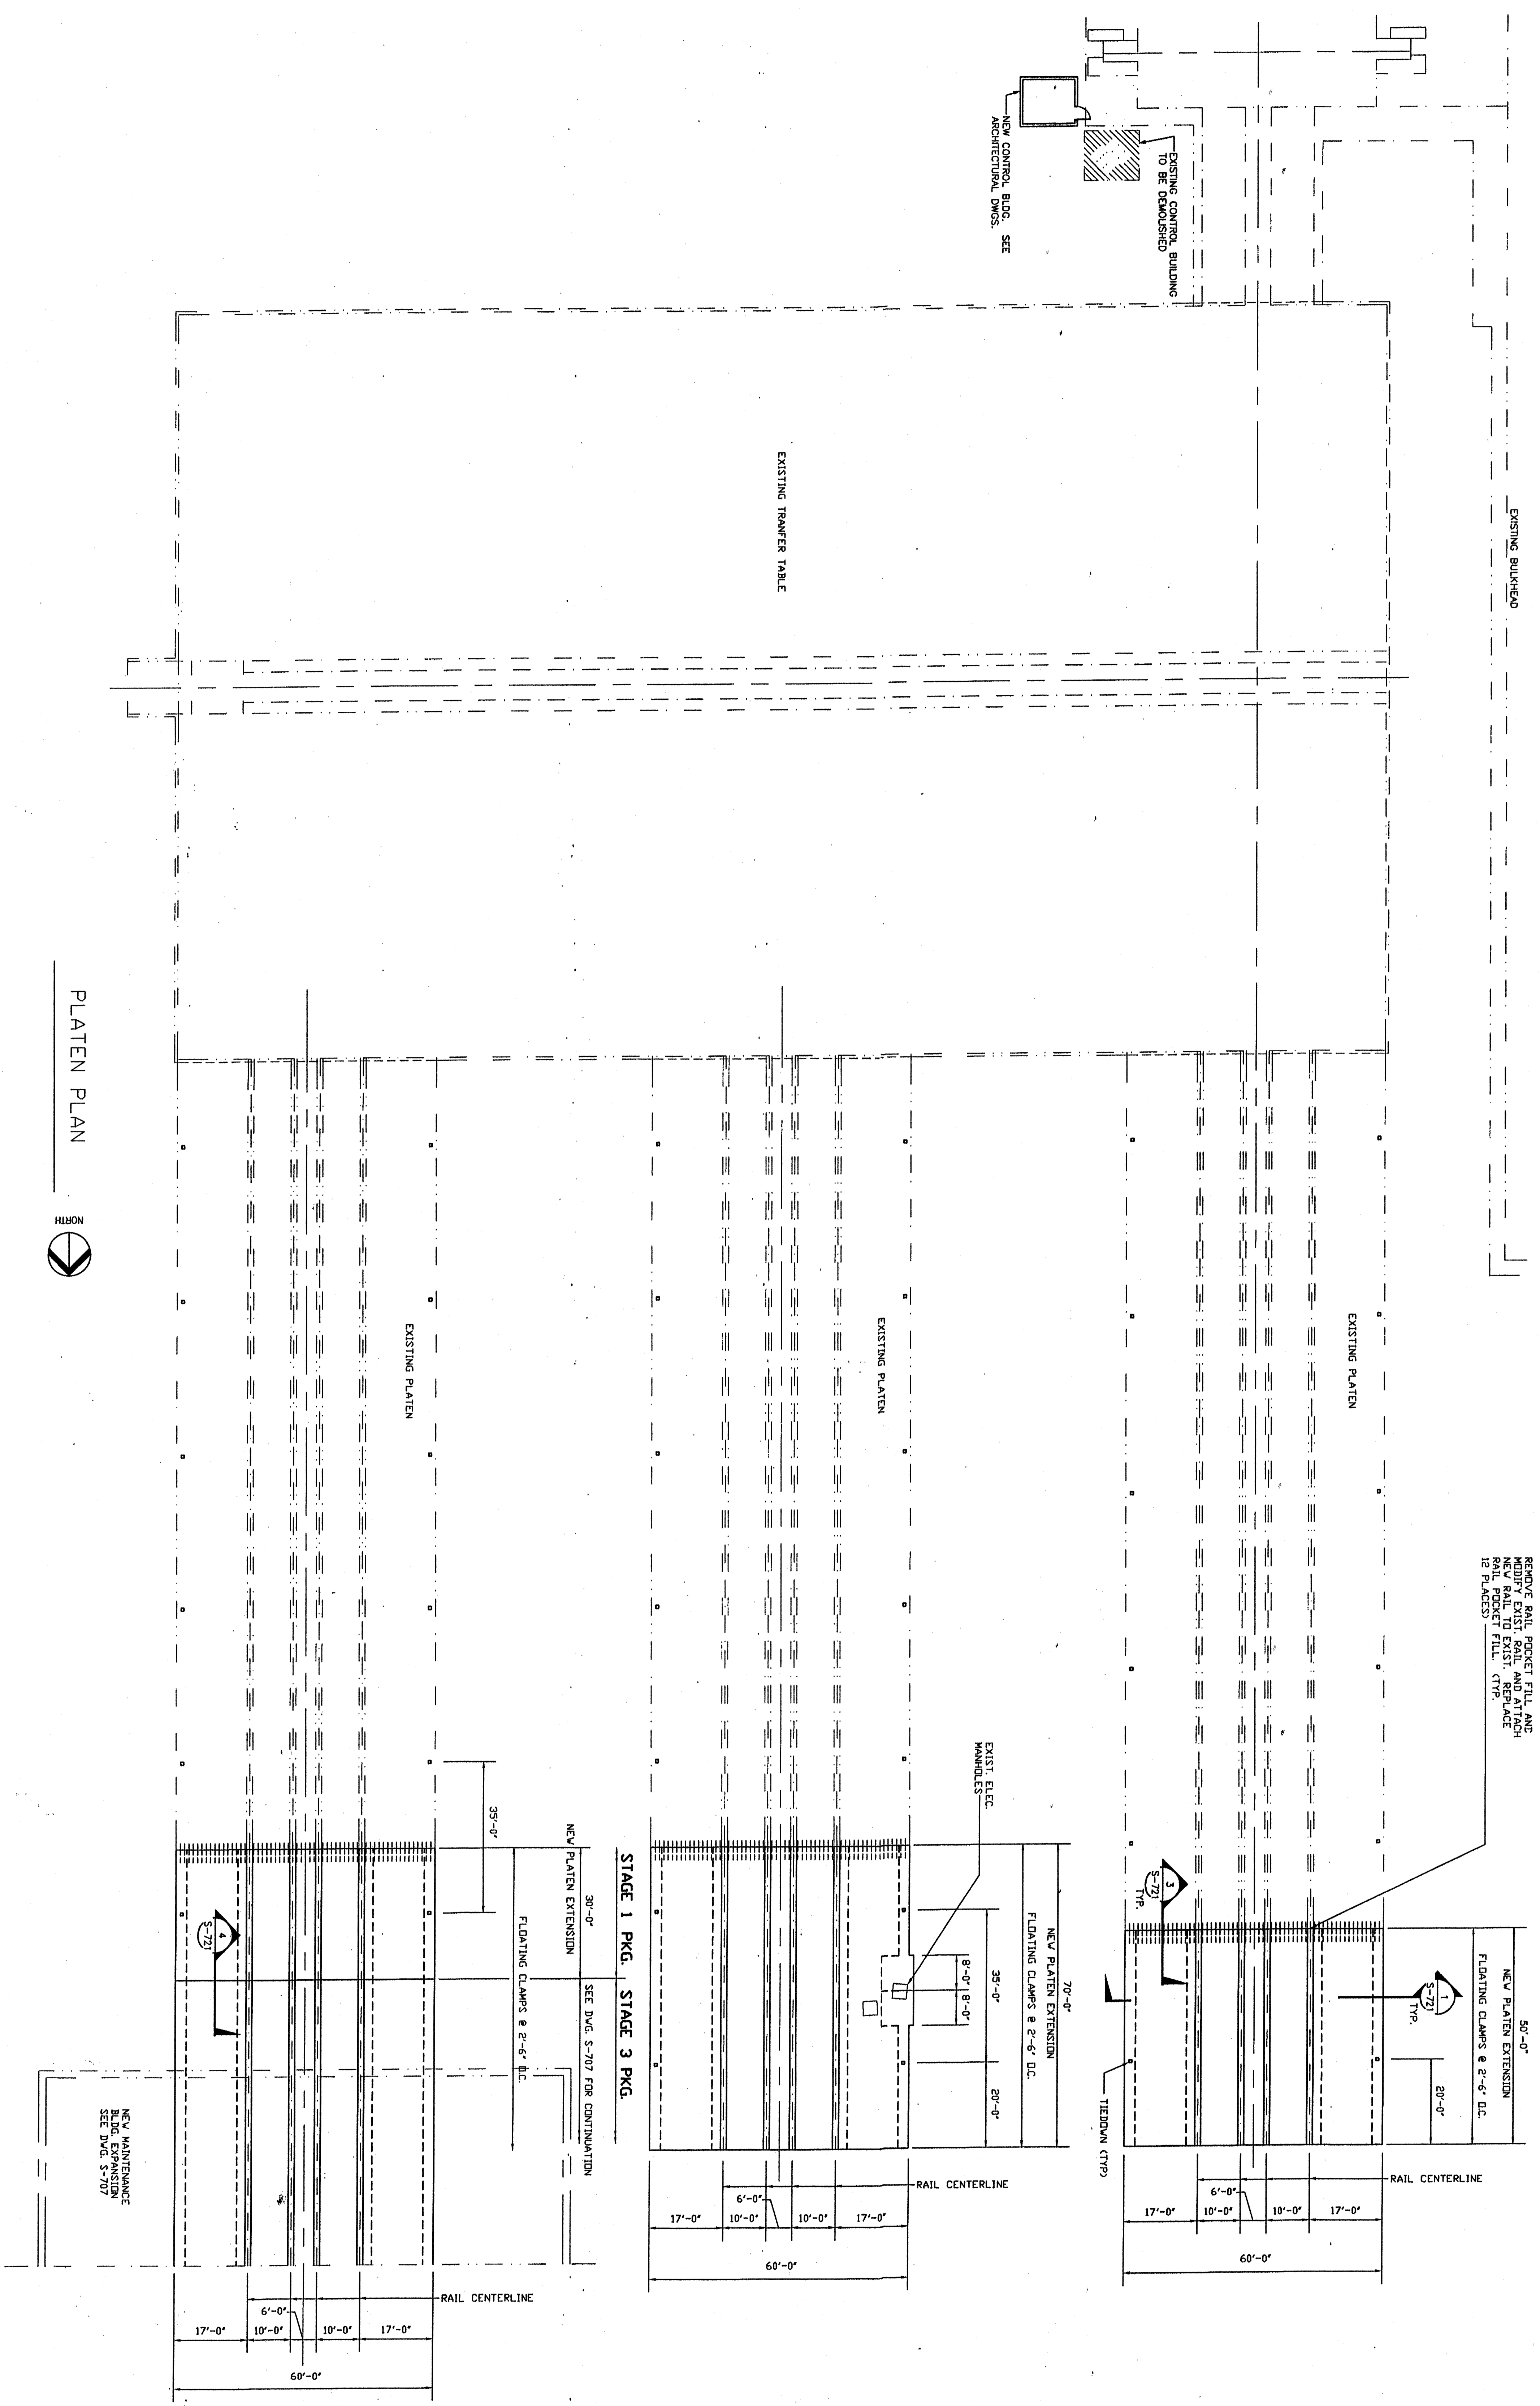 EXISTING BULKHEAD
NEW CONTROL BLDG. SEE
ARCHITECTURAL DWGS.
EXISTING CONTROL BUILDING
TO BE DEMOLISHED
EXISTING TRANFER TABLE
PLATEN PLAN
NORTH
EXISTING PLATEN
EXISTING PLATEN
EXISTING PLATEN
REMOVE RAIL POCKET FILL AND
MODIFY EXIST. RAIL AND ATTACH
NEW RAIL TO EXIST. REPLACE
RAIL POCKET FILL. (TYP.
12 PLACES)
50'-0"
NEW PLATEN EXTENSION
FLOATING CLAMPS @ 2'-6" O.C.
20'-0"
1
S-721
TYP.
3
S-721
TYP.
TIEDOWN (TYP)
RAIL CENTERLINE
6'-0"
17'-0"
10'-0"
10'-0"
17'-0"
60'-0"
EXIST. ELEC.
MANHOLES
70'-0"
NEW PLATEN EXTENSION
FLOATING CLAMPS @ 2'-6" O.C.
35'-0"
20'-0"
8'-0"
8'-0"
RAIL CENTERLINE
6'-0"
17'-0"
10'-0"
10'-0"
17'-0"
60'-0"
STAGE 1 PKG.
STAGE 3 PKG.
30'-0"
NEW PLATEN EXTENSION
SEE DWG. S-707 FOR CONTINUATION
FLOATING CLAMPS @ 2'-6" O.C.
35'-0"
4
S-721
NEW MAINTENANCE
BLDG. EXPANSION
SEE DWG. S-707
RAIL CENTERLINE
6'-0"
17'-0"
10'-0"
10'-0"
17'-0"
60'-0"